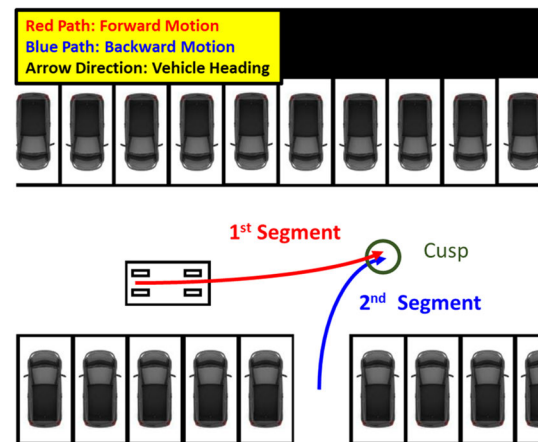 Red Path: Forward Motion
Blue Path: Backward Motion
Arrow Direction: Vehicle Heading
1st Segment
Cusp
2nd Segment